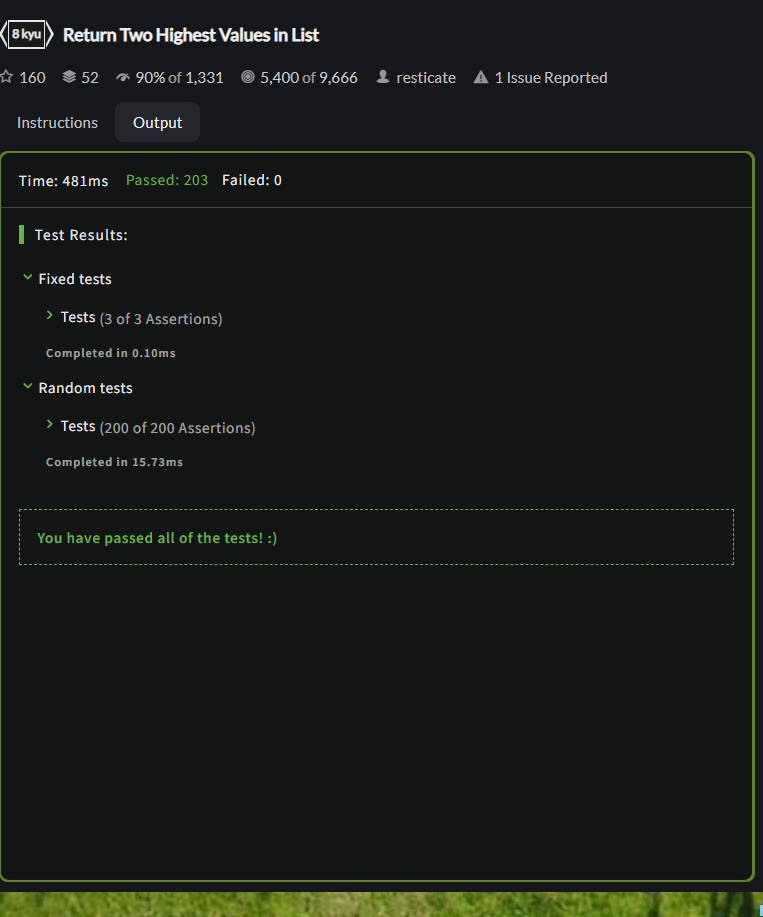 8 kyu Return Two Highest Values in List
160 52 90% of 1,331 5,400 of 9,666 resticate 1 Issue Reported
Instructions Output
Time: 481ms Passed: 203 Failed: 0
Test Results:
Fixed tests
Tests (3 of 3 Assertions)
Completed in 0.10ms
Random tests
Tests (200 of 200 Assertions)
Completed in 15.73ms
You have passed all of the tests! :)